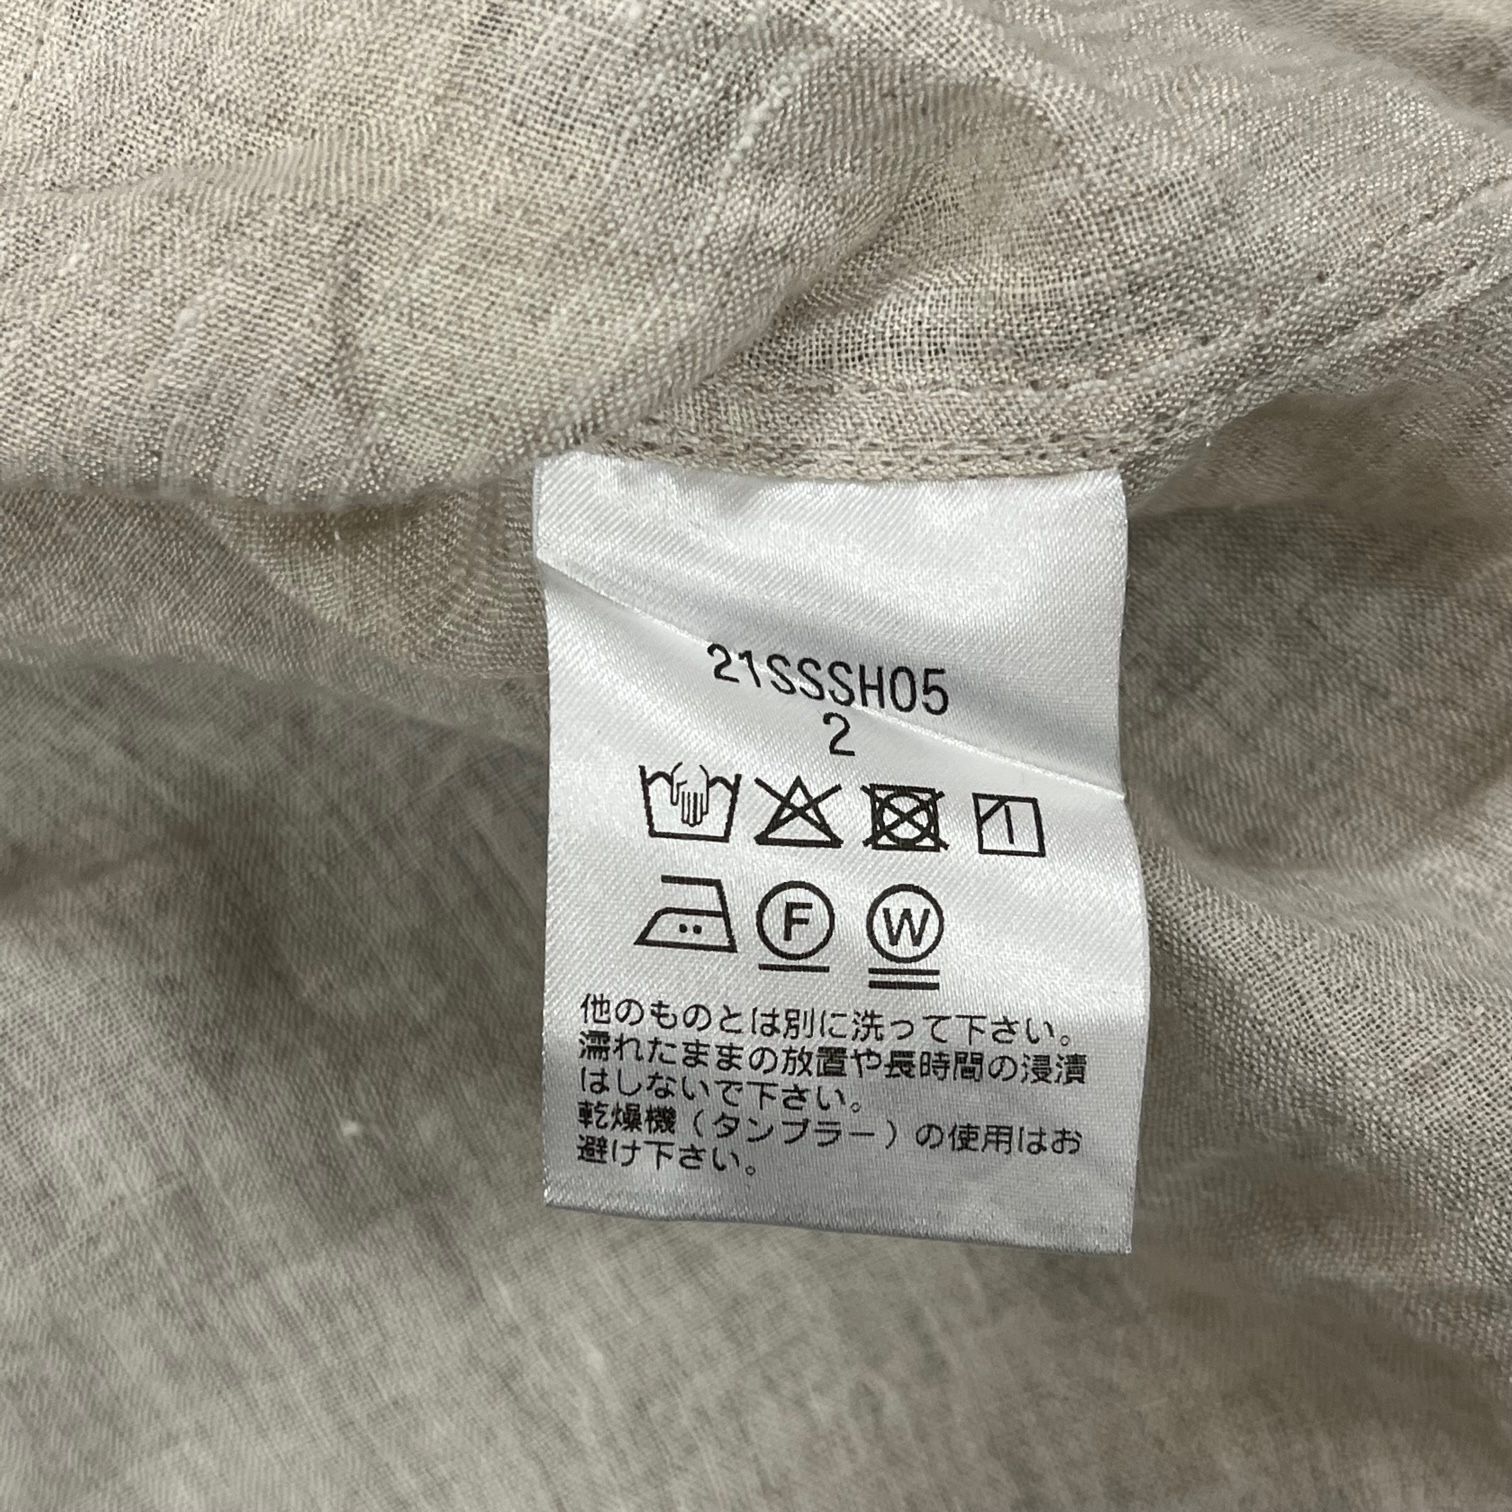 21SSSH05
2
F W
他のものとは別に洗って下さい。
濡れたままの放置や長時間の浸漬
はしないで下さい。
乾燥機（タンブラー）の使用はお
避け下さい。